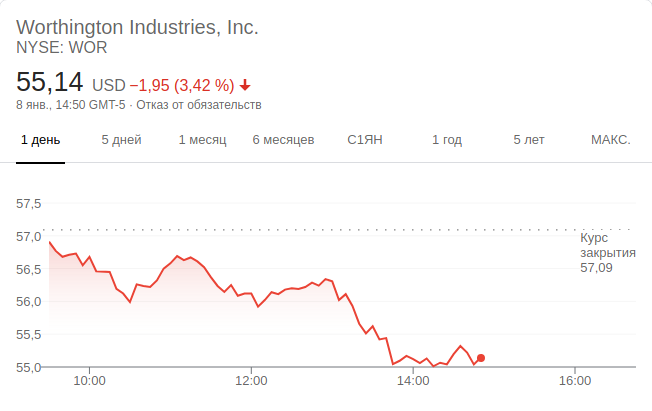 Worthington Industries, Inc.
NYSE: WOR
55,14 USD −1,95 (3,42 %)
8 янв., 14:50 GMT-5 · Отказ от обязательств
1 день 5 дней 1 месяц 6 месяцев С1ЯН 1 год 5 лет МАКС.
57,5
57,0
56,5
56,0
55,5
55,0
Курс
закрытия
57,09
10:00 12:00 14:00 16:00